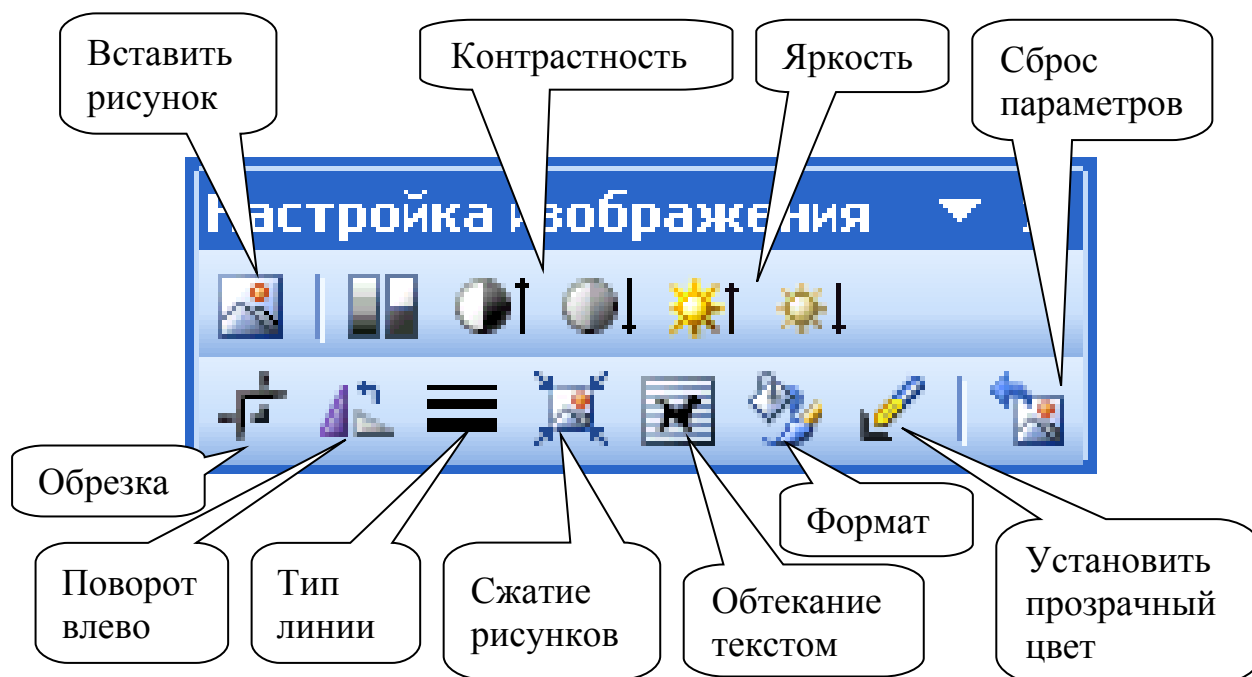 Вставить
рисунок
Контрастность
Яркость
Сброс
параметров
Настройка изображения
Обрезка
Поворот
влево
Тип
линии
Сжатие
рисунков
Обтекание
текстом
Формат
Установить
прозрачный
цвет